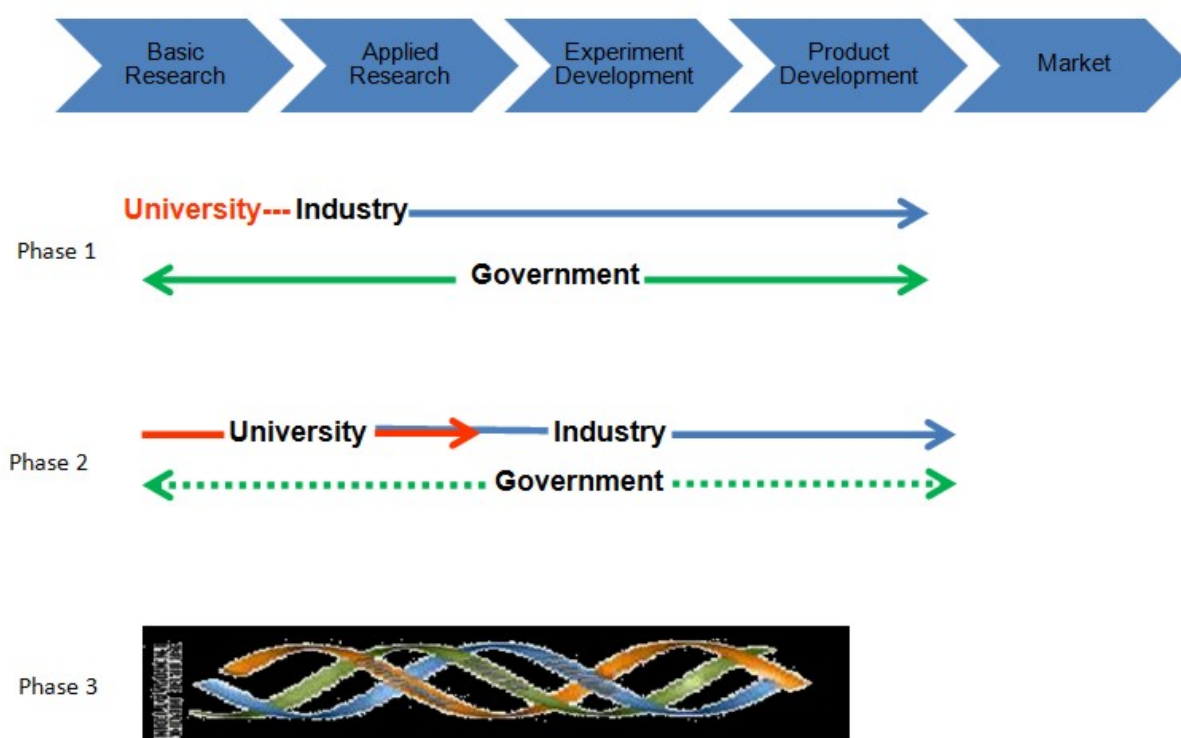 Basic
Research
Applied
Research
Experiment
Development
Product
Development
Market
Phase 1
University--- Industry
Government
Phase 2
University
Industry
Government
Phase 3